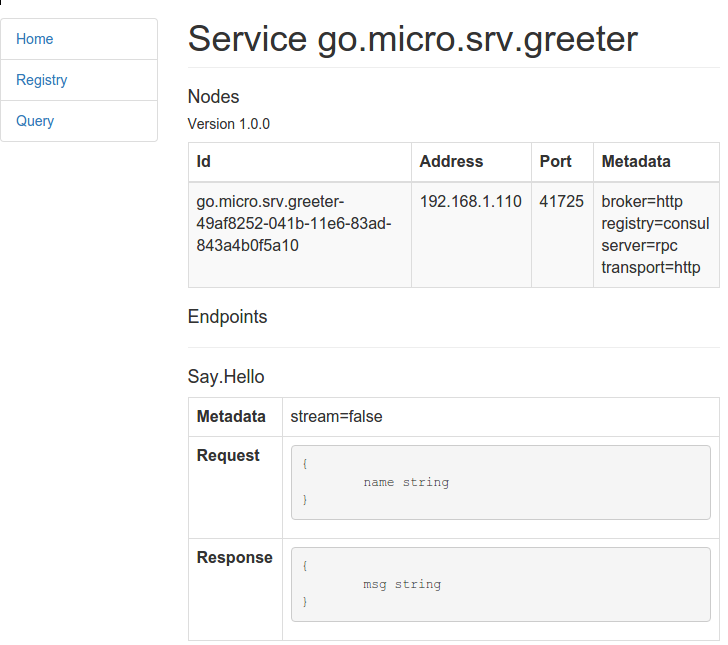 Home
Registry
Query
Service go.micro.srv.greeter
Nodes
Version 1.0.0
Id Address Port Metadata
go.micro.srv.greeter- 192.168.1.110 41725 broker=http
49af8252-041b-11e6-83ad- registry=consul
843a4b0f5a10 server=rpc
transport=http
Endpoints
Say.Hello
Metadata stream=false
Request {
name string
}
Response {
msg string
}